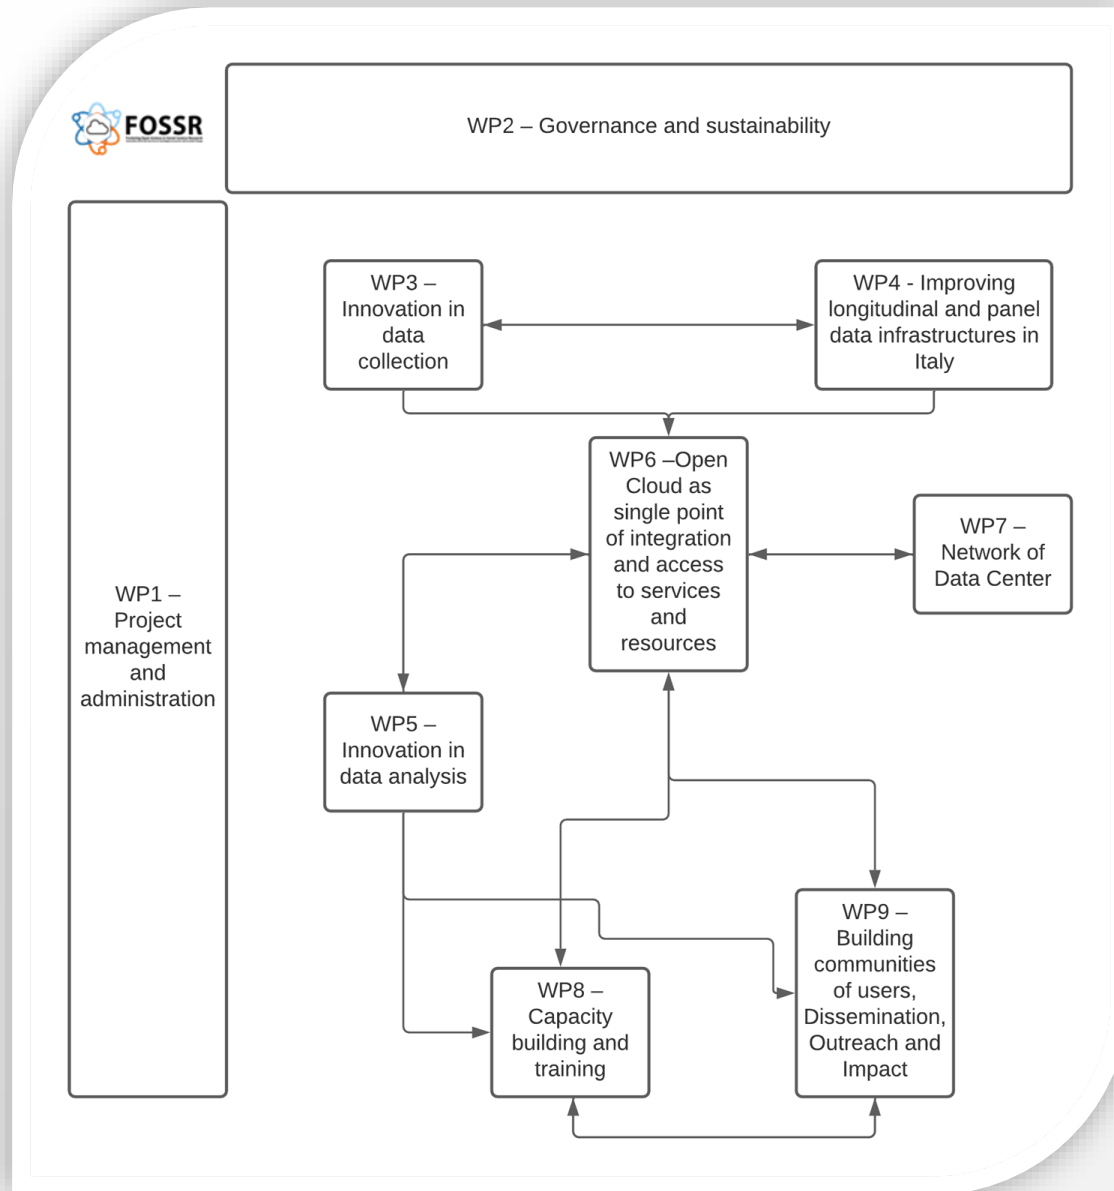 FOSSR
WP2 – Governance and sustainability
WP1 –
Project
management
and
administration
WP3 –
Innovation in
data
collection
WP4 - Improving
longitudinal and panel
data infrastructures in
Italy
WP6 –Open
Cloud as
single point
of integration
and access
to services
and
resources
WP7 –
Network of
Data Center
WP5 –
Innovation in
data analysis
WP8 –
Capacity
building and
training
WP9 –
Building
communities
of users,
Dissemination,
Outreach and
Impact